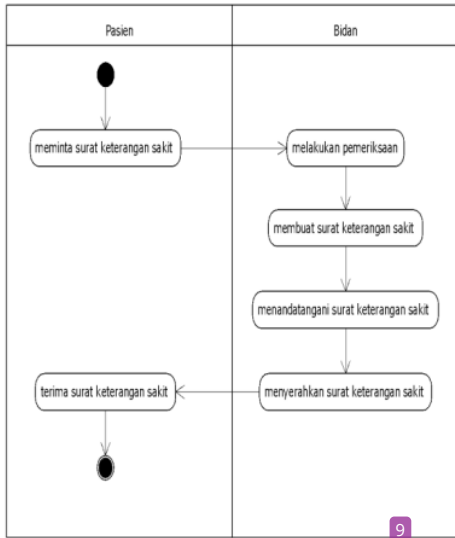 Pasien
Bidan
meminta surat keterangan sakit
melakukan pemeriksaan
membuat surat keterangan sakit
menandatangani surat keterangan sakit
terima surat keterangan sakit
menyerahkan surat keterangan sakit
9